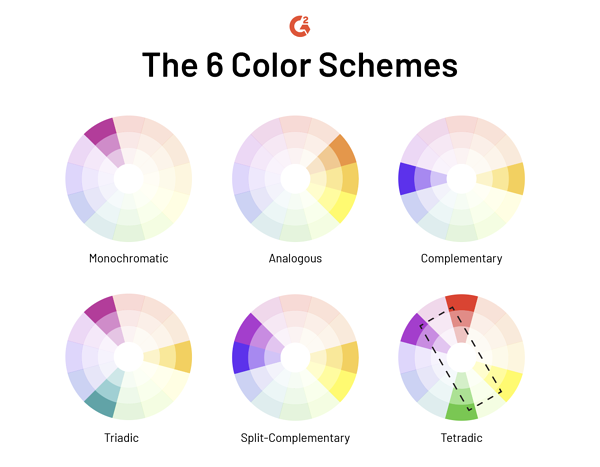 G2
The 6 Color Schemes
Monochromatic
Analogous
Complementary
Triadic
Split-Complementary
Tetradic